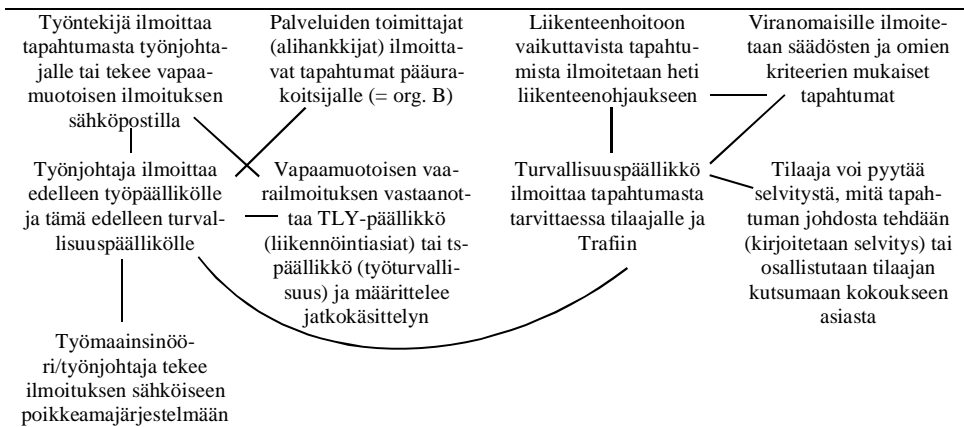 Työntekijä ilmoittaa
tapahtumasta työnjohta-
jalle tai tekee vapaa-
muotoisen ilmoituksen
sähköpostilla
Palveluiden toimittajat
(alihankkijat) ilmoitta-
vat tapahtumat pääura-
koitsijalle (= org. B)
Liikenteenhoitoon
vaikuttavista tapahtu-
mista ilmoitetaan heti
liikenteenohjaukseen
Viranomaisille ilmoite-
taan säädösten ja omien
kriteerien mukaiset
tapahtumat
Työnjohtaja ilmoittaa
edelleen työpäällikölle
ja tämä edelleen turval-
lisuuspäällikölle
Vapaamuotoisen vaa-
railmoituksen vastaanot-
taa TLY-päällikkö
(liikennöintiasiat) tai ts-
päällikkö (työturvalli-
suus) ja määrittelee
jatkokäsittelyn
Turvallisuuspäällikkö
ilmoittaa tapahtumasta
tarvittaessa tilaajalle ja
Trafiin
Tilaaja voi pyytää
selvitystä, mitä tapah-
tuman johdosta tehdään
(kirjoitetaan selvitys) tai
osallistutaan tilaajan
kutsumaan kokoukseen
asiasta
Työmaainsinöö-
ri/työnjohtaja tekee
ilmoituksen sähköiseen
poikkeamajärjestelmään